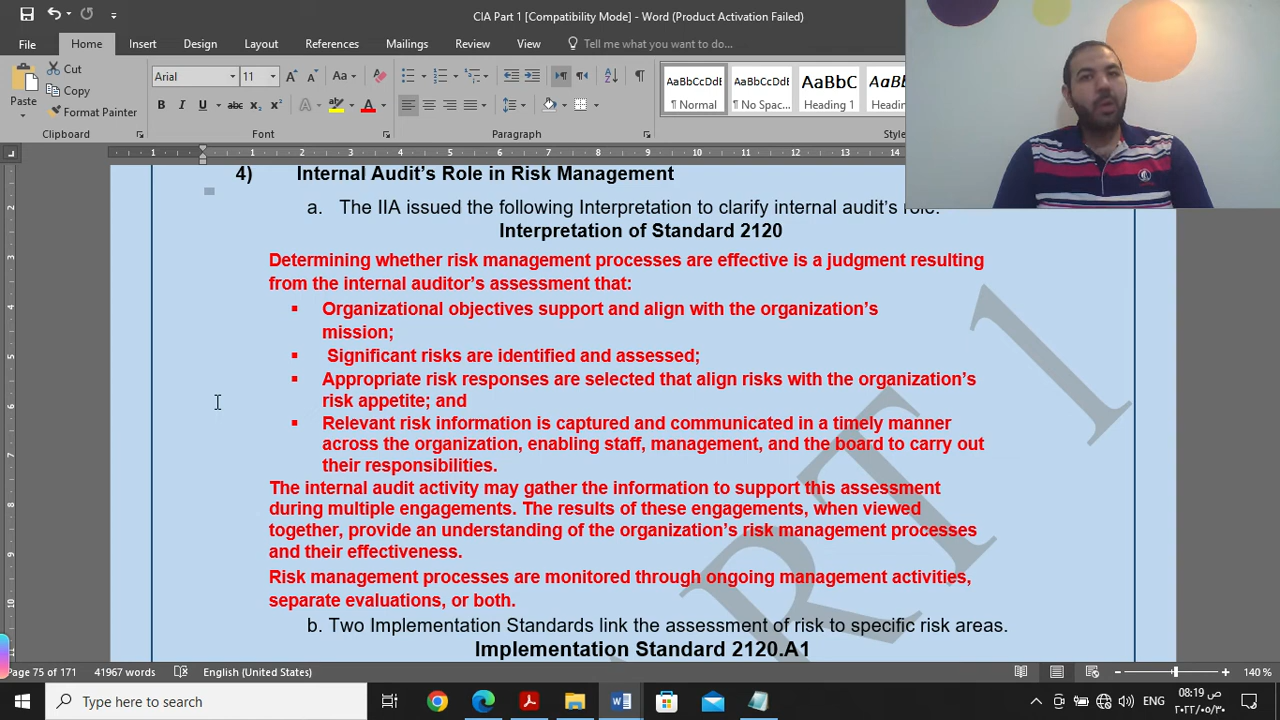 CIA Part 1 [Compatibility Mode] - Word (Product Activation Failed)
File Home Insert Design Layout References Mailings Review View Tell me what you want to do...
Cut
Copy
Format Painter
Paste
Arial 11
AaBbCcDdE AaBbCcDdE AaBbC
¶ Normal ¶ No Spac... Heading 1
Clipboard Font Paragraph
4) Internal Audit's Role in Risk Management
a. The IIA issued the following Interpretation to clarify internal audit's role.
Interpretation of Standard 2120
Determining whether risk management processes are effective is a judgment resulting
from the internal auditor's assessment that:
▪ Organizational objectives support and align with the organization's
mission;
▪ Significant risks are identified and assessed;
▪ Appropriate risk responses are selected that align risks with the organization's
risk appetite; and
▪ Relevant risk information is captured and communicated in a timely manner
across the organization, enabling staff, management, and the board to carry out
their responsibilities.
The internal audit activity may gather the information to support this assessment
during multiple engagements. The results of these engagements, when viewed
together, provide an understanding of the organization's risk management processes
and their effectiveness.
Risk management processes are monitored through ongoing management activities,
separate evaluations, or both.
b. Two Implementation Standards link the assessment of risk to specific risk areas.
Implementation Standard 2120.A1
Page 75 of 171 41967 words English (United States) 140 %
Type here to search
ENG
08:19 ص
٢٠٢٢/٠٥/٣٠